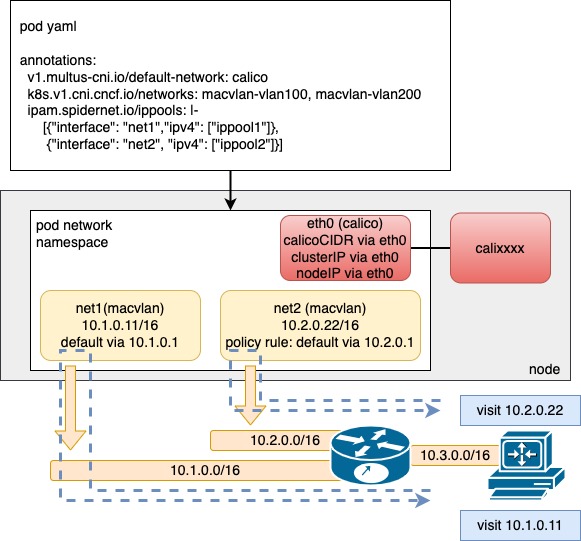 pod yaml
annotations:
v1.multus-cni.io/default-network: calico
k8s.v1.cni.cncf.io/networks: macvlan-vlan100, macvlan-vlan200
ipam.spidernet.io/ippools: |-
[{"interface": "net1","ipv4": ["ippool1"]},
{"interface": "net2", "ipv4": ["ippool2"]}]
pod network
namespace
eth0 (calico)
calicoCIDR via eth0
clusterIP via eth0
nodeIP via eth0
calixxxx
net1(macvlan)
10.1.0.11/16
default via 10.1.0.1
net2 (macvlan)
10.2.0.22/16
policy rule: default via 10.2.0.1
node
visit 10.2.0.22
10.2.0.0/16
10.3.0.0/16
10.1.0.0/16
visit 10.1.0.11